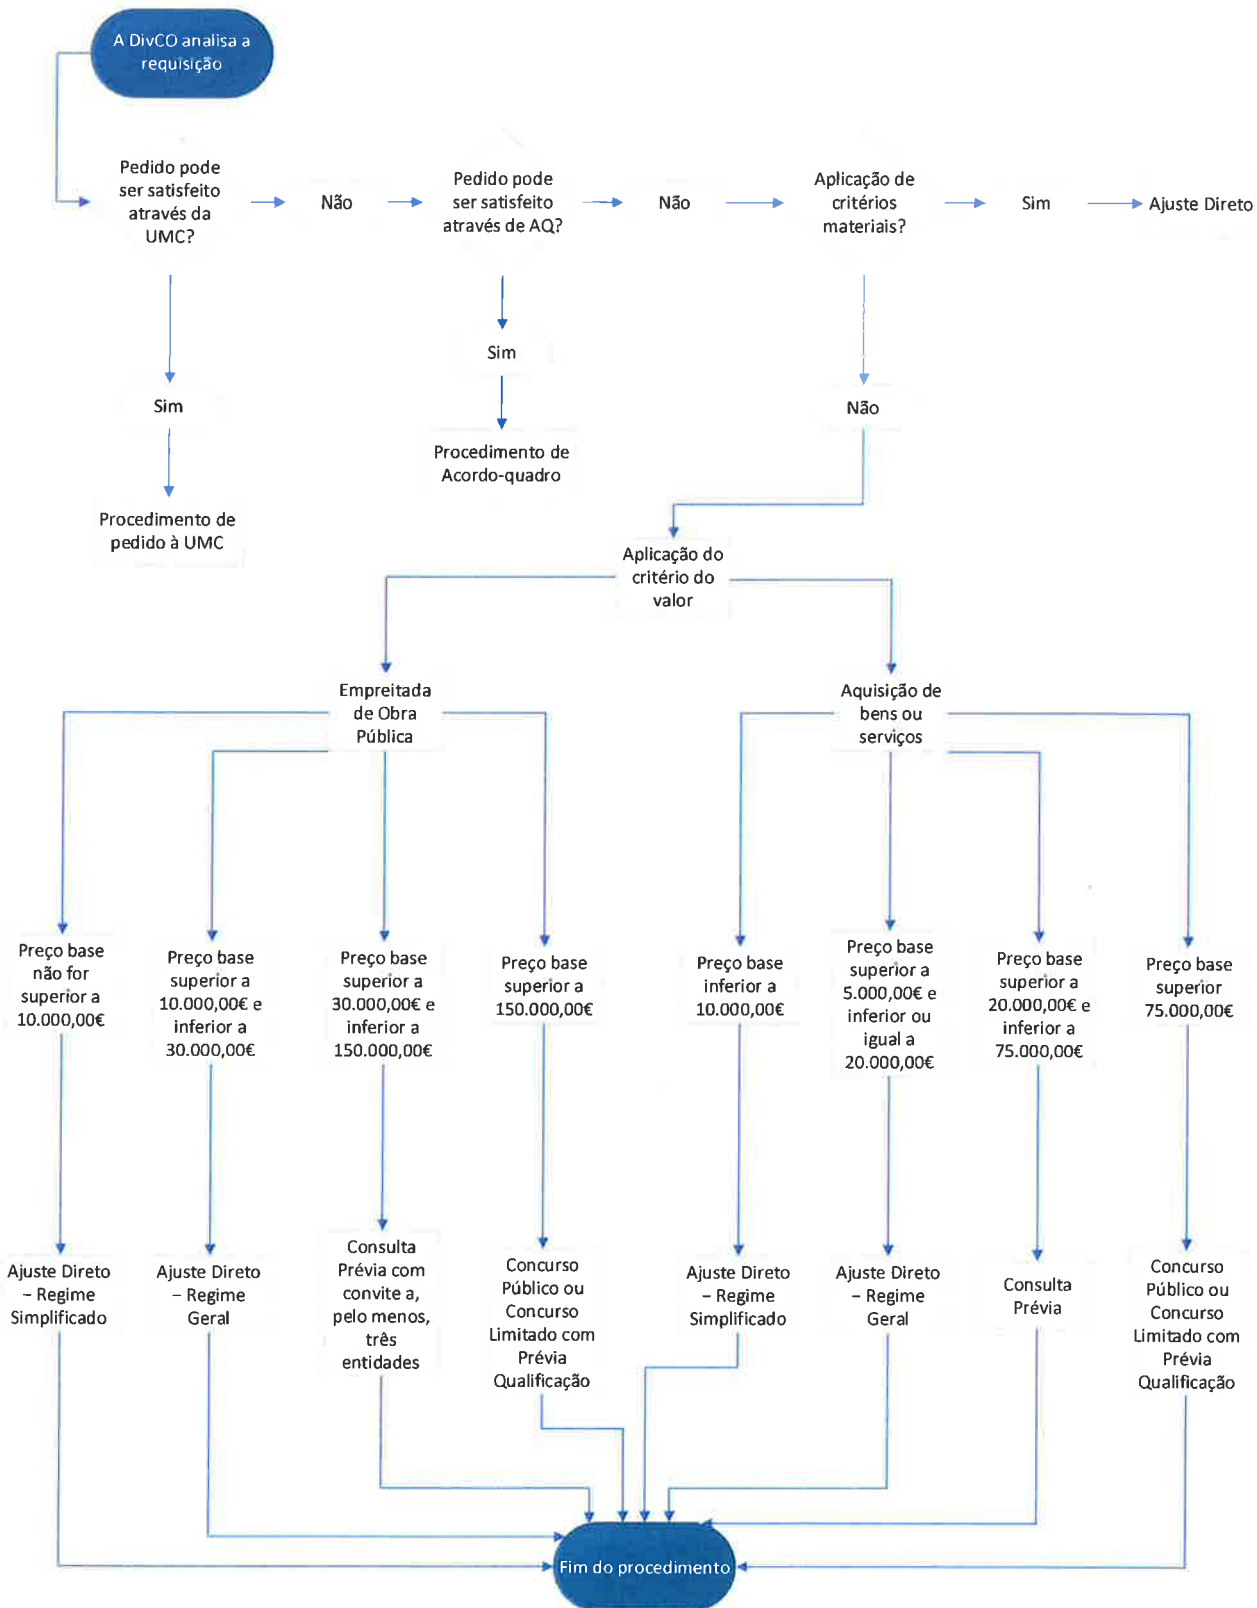 A DivCO analisa a
requisição
Pedido pode
ser satisfeito
através da
UMC?
Não
Pedido pode
ser satisfeito
através de AQ?
Não
Aplicação de
critérios
materiais?
Sim
Ajuste Direto
Sim
Sim
Não
Procedimento de
Acordo-quadro
Procedimento de
pedido à UMC
Aplicação do
critério do
valor
Empreitada
de Obra
Pública
Aquisição de
bens ou
serviços
Preço base
não for
superior a
10.000,00€
Preço base
superior a
10.000,00€ e
inferior a
30.000,00€
Preço base
superior a
30.000,00€ e
inferior a
150.000,00€
Preço base
superior a
150.000,00€
Preço base
inferior a
10.000,00€
Preço base
superior a
5.000,00€ e
inferior ou
igual a
20.000,00€
Preço base
superior a
20.000,00€ e
inferior a
75.000,00€
Preço base
superior
75.000,00€
Ajuste Direto
– Regime
Simplificado
Ajuste Direto
– Regime
Geral
Consulta
Prévia com
convite a,
pelo menos,
três
entidades
Concurso
Público ou
Concurso
Limitado com
Prévia
Qualificação
Ajuste Direto
– Regime
Simplificado
Ajuste Direto
– Regime
Geral
Consulta
Prévia
Concurso
Público ou
Concurso
Limitado com
Prévia
Qualificação
Fim do procedimento